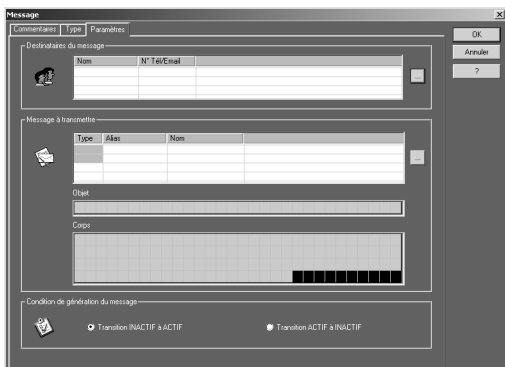 Message
Commentaires Type Paramètres
OK
Annuler
?
Destinataires du message
Nom N° Tél/Email
...
Message à transmettre
Type Alias Nom
...
Objet
Corps
Condition de génération du message
Transition INACTIF à ACTIF Transition ACTIF à INACTIF